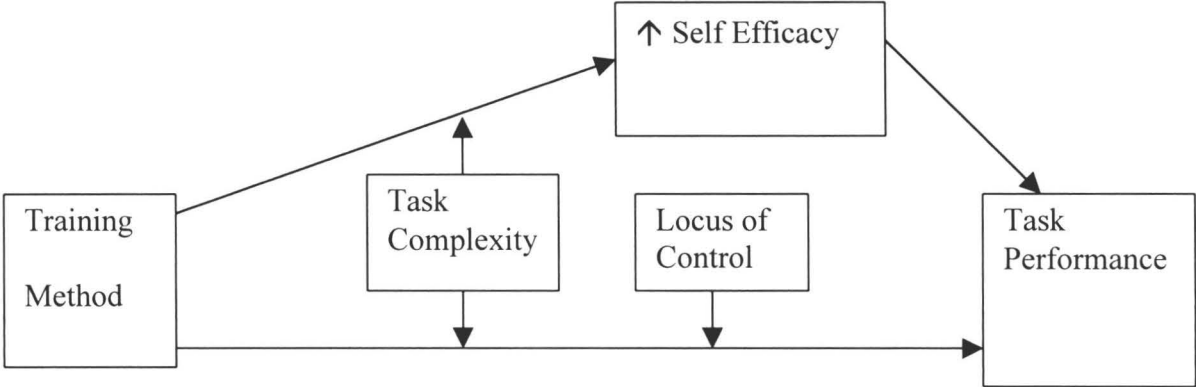 ↑ Self Efficacy
Training
Method
Task
Complexity
Locus of
Control
Task
Performance